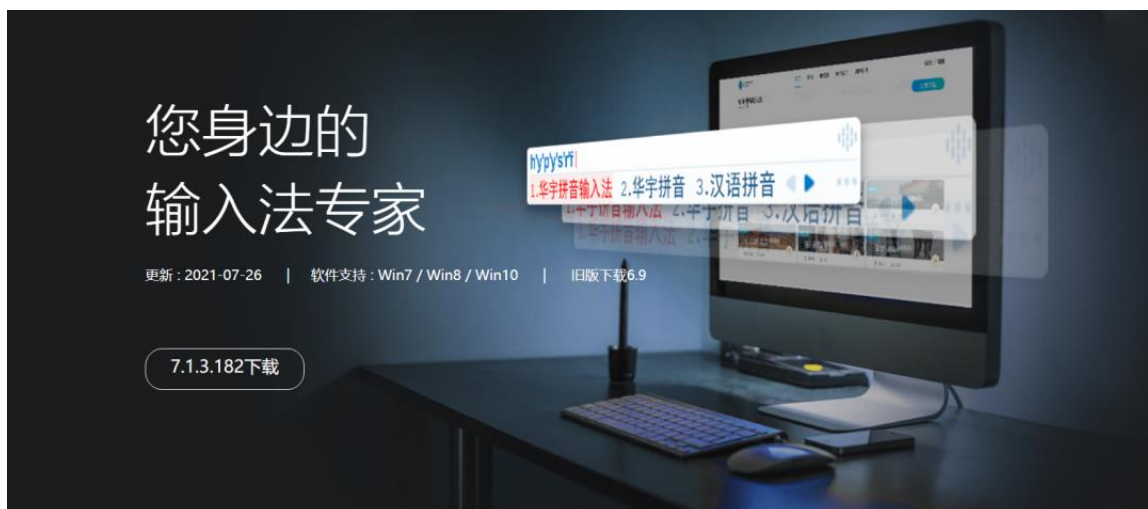 您身边的
输入法专家
更新 : 2021-07-26 | 软件支持 : Win7 / Win8 / Win10 | 旧版下载6.9
7.1.3.182下载
h'y'p'y's'r'f
1.华宇拼音输入法 2.华宇拼音 3.汉语拼音